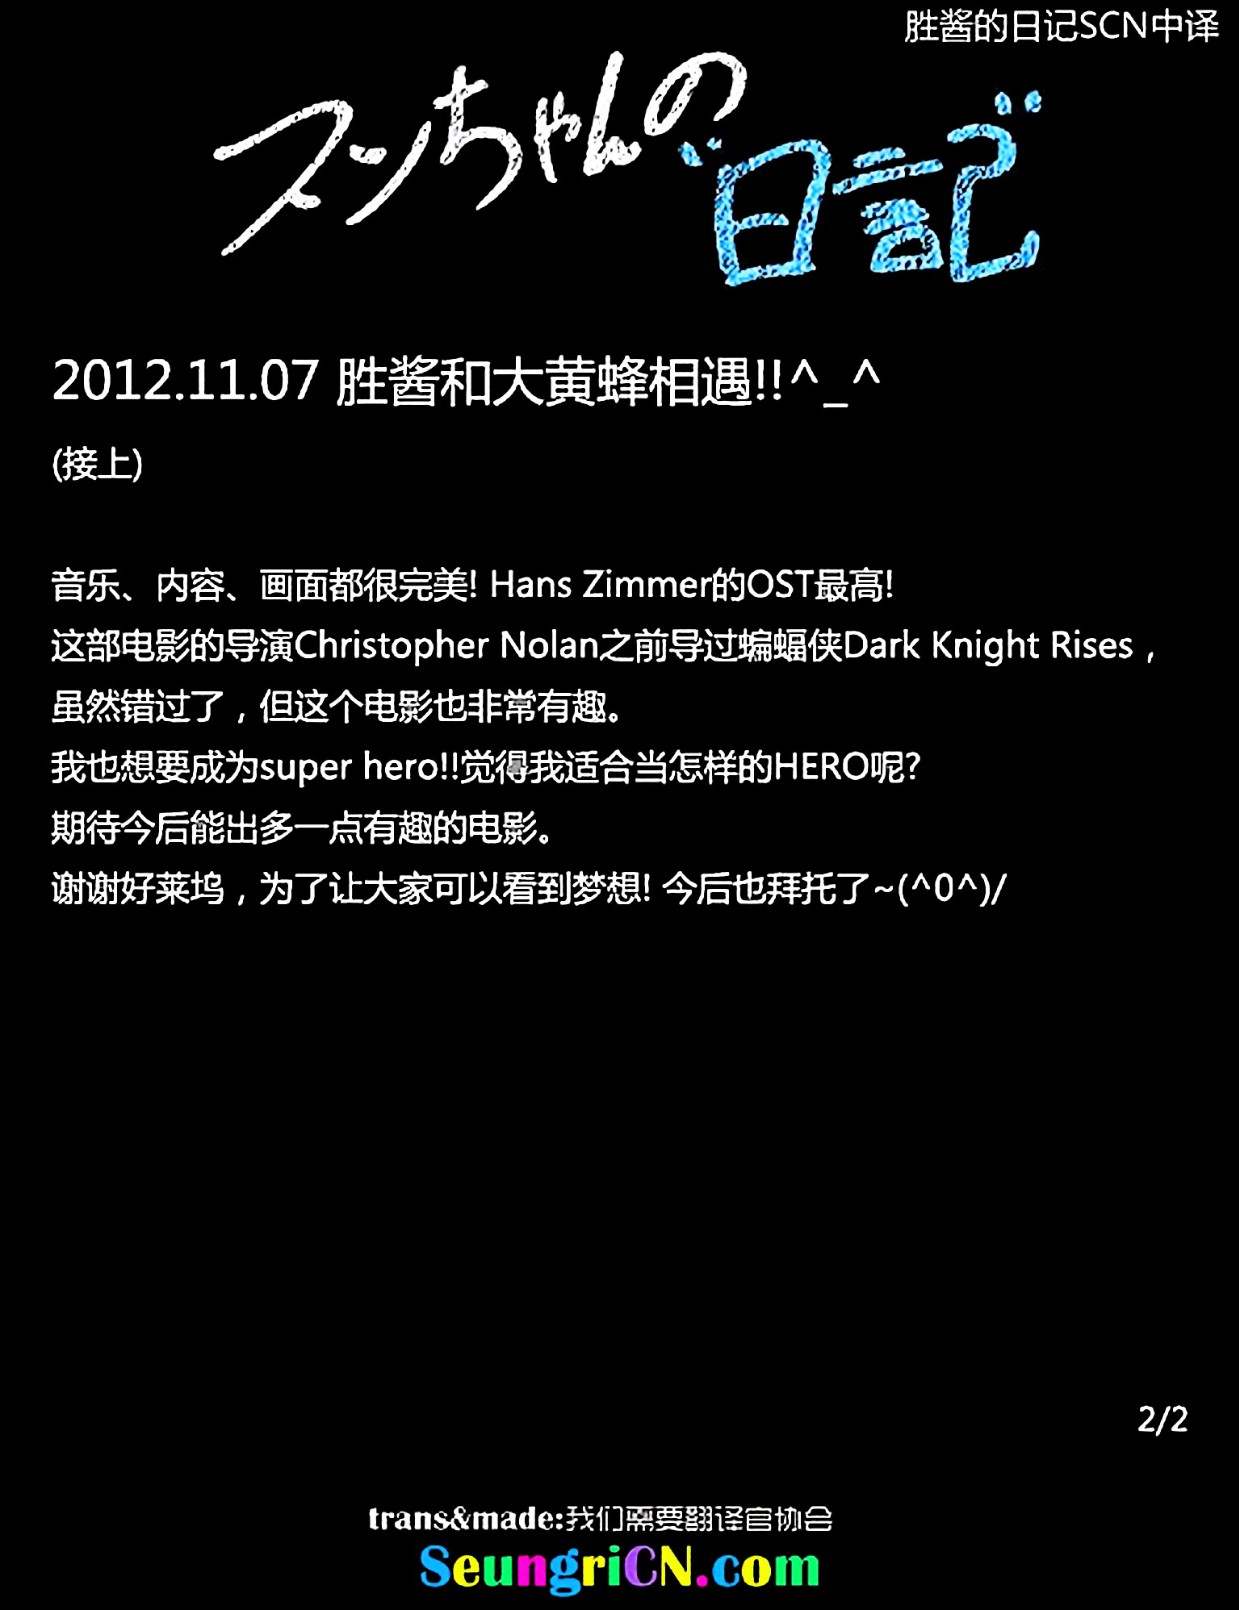 胜酱的日记SCN中译
スンちゃんの
日記
2012.11.07 胜酱和大黄蜂相遇!!^_^
(接上)
音乐、内容、画面都很完美! Hans Zimmer的OST最高!
这部电影的导演Christopher Nolan之前导过蝙蝠侠Dark Knight Rises，
虽然错过了，但这个电影也非常有趣。
我也想要成为super hero!!觉得我适合当怎样的HERO呢?
期待今后能出多一点有趣的电影。
谢谢好莱坞，为了让大家可以看到梦想! 今后也拜托了~(^0^)/
2/2
trans&made:我们需要翻译官协会
SeungriCN.com